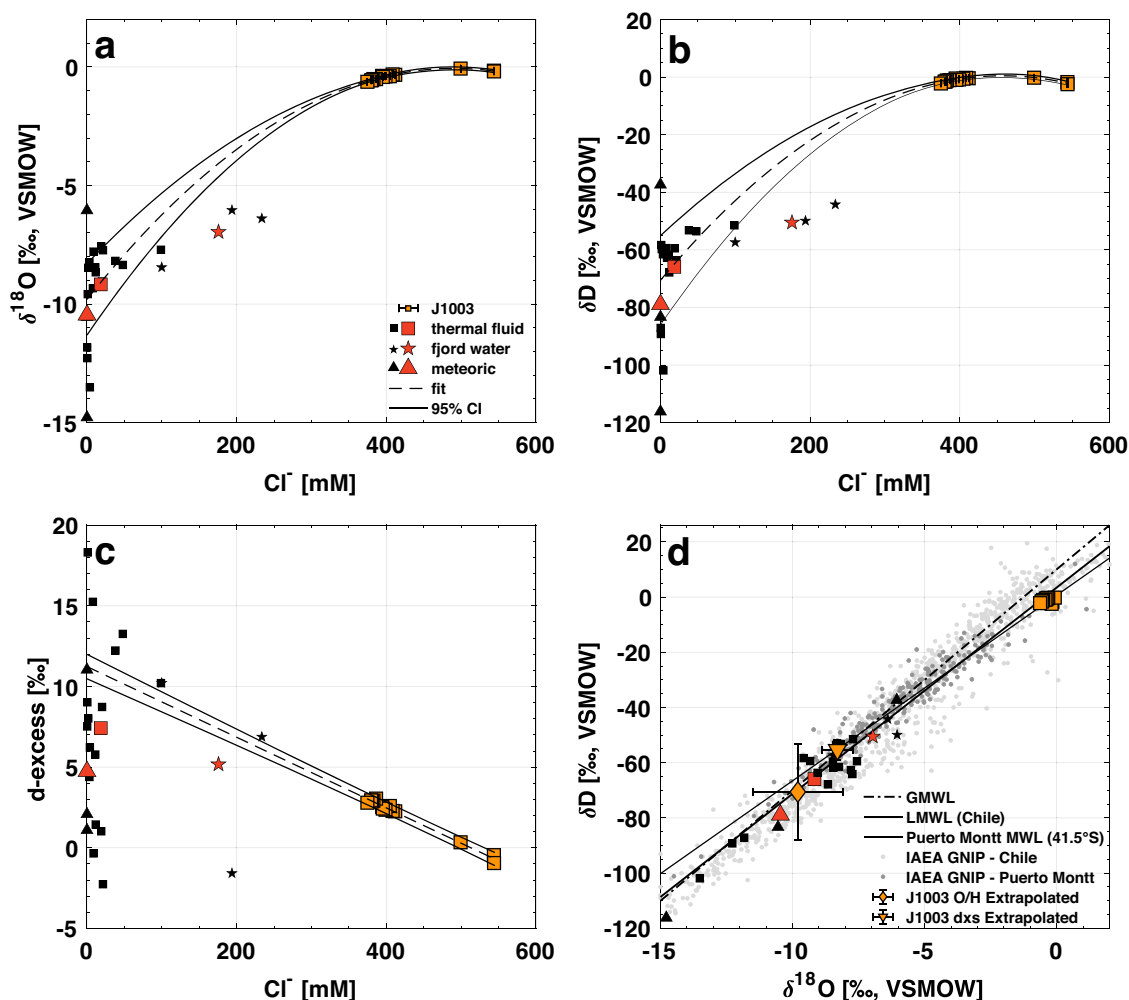 a
0
-5
-10
-15
δ18O [‰, VSMOW]
J1003
thermal fluid
fjord water
meteoric
fit
95% CI
0 200 400 600
Cl- [mM]
b
20
0
-20
-40
-60
-80
-100
-120
δD [‰, VSMOW]
0 200 400 600
Cl- [mM]
c
20
15
10
5
0
-5
d-excess [‰]
0 200 400 600
Cl- [mM]
d
20
0
-20
-40
-60
-80
-100
-120
δD [‰, VSMOW]
GMWL
LMWL (Chile)
Puerto Montt MWL (41.5°S)
IAEA GNIP - Chile
IAEA GNIP - Puerto Montt
J1003 O/H Extrapolated
J1003 dxs Extrapolated
-15 -10 -5 0
δ18O [‰, VSMOW]